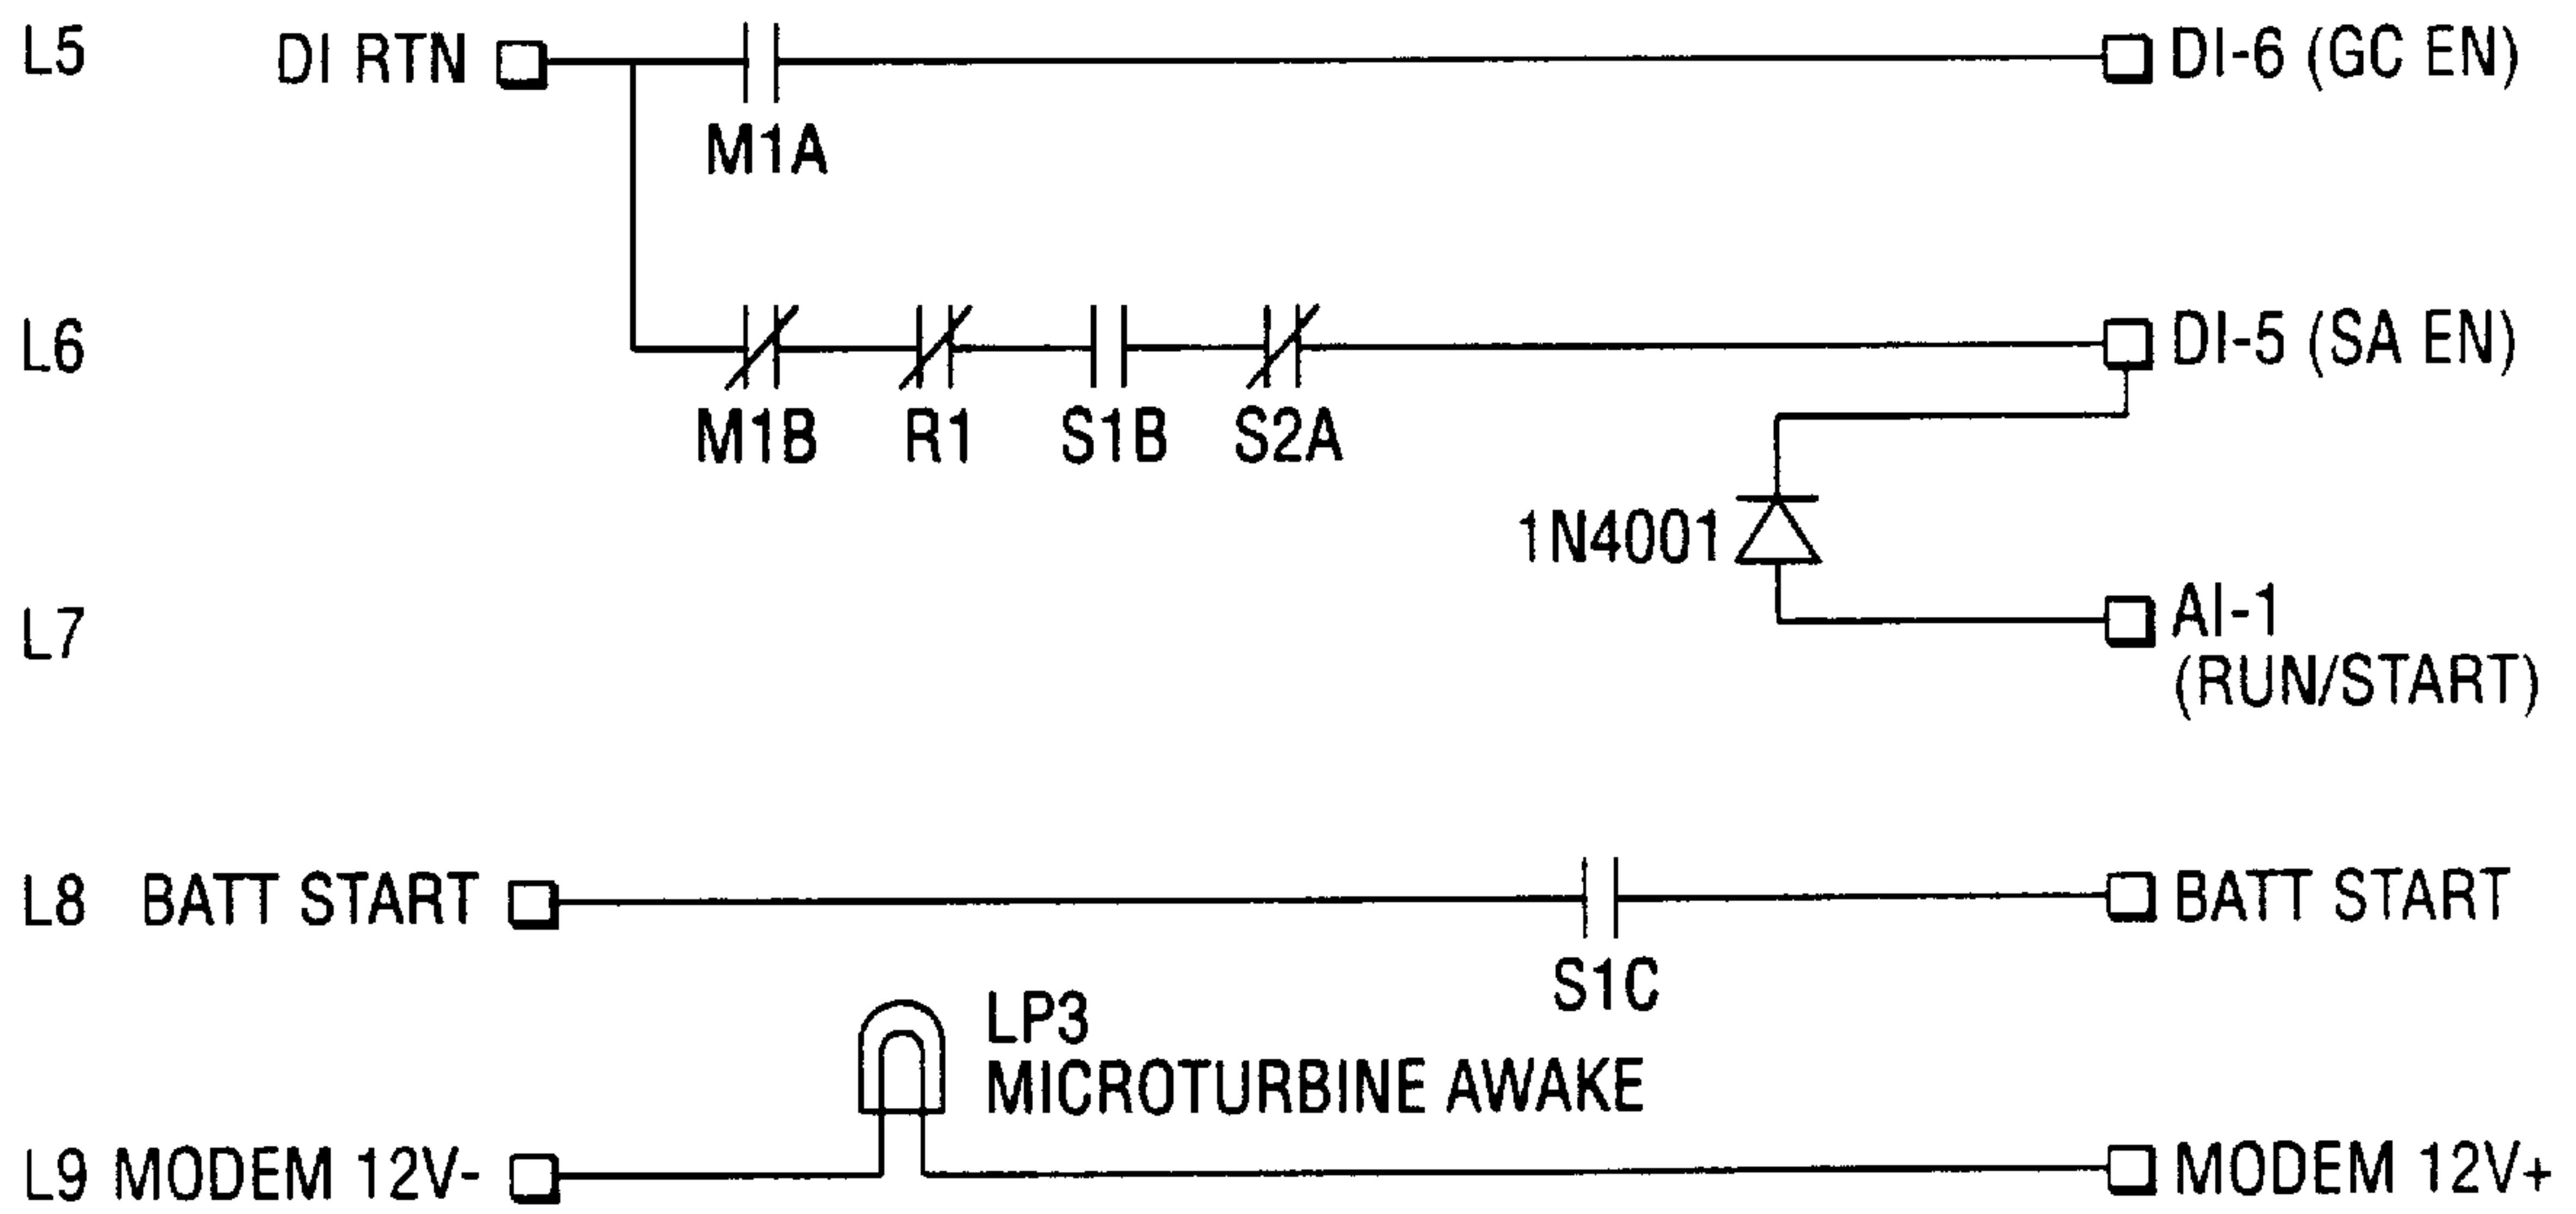 L5 DI RTN DI-6 (GC EN)
M1A
L6 DI-5 (SA EN)
M1B R1 S1B S2A
1N4001
L7 AI-1
(RUN/START)
L8 BATT START BATT START
S1C
LP3
MICROTURBINE AWAKE
L9 MODEM 12V- MODEM 12V+